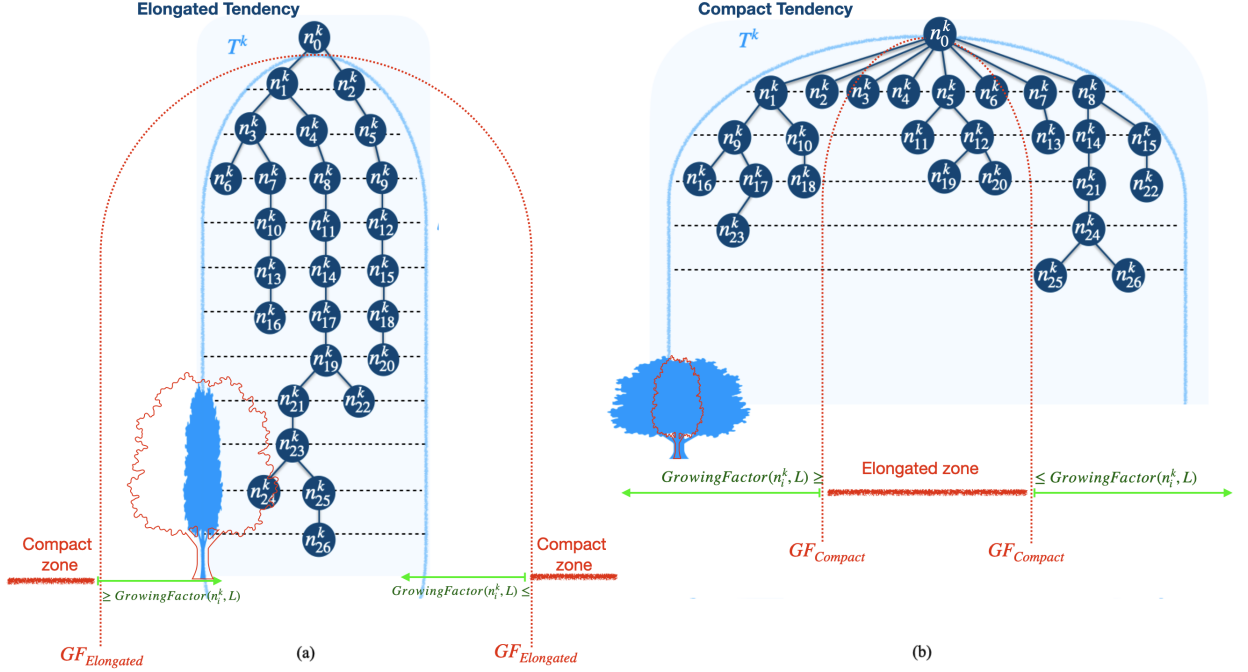 Elongated Tendency
T^k
n_0^k
n_1^k n_2^k
n_3^k n_4^k n_5^k
n_6^k n_7^k n_8^k n_9^k
n_10^k n_11^k n_12^k
n_13^k n_14^k n_15^k
n_16^k n_17^k n_18^k
n_19^k n_20^k
n_21^k n_22^k
n_23^k
n_24^k n_25^k
n_26^k
Compact
zone
Compact
zone
≥ GrowingFactor(n_i^k, L)
GrowingFactor(n_i^k, L) ≤
GF_Elongated
GF_Elongated
(a)
Compact Tendency
T^k
n_0^k
n_1^k n_2^k n_3^k n_4^k n_5^k n_6^k n_7^k n_8^k
n_9^k n_10^k n_11^k n_12^k n_13^k n_14^k n_15^k
n_16^k n_17^k n_18^k n_19^k n_20^k n_21^k n_22^k
n_23^k n_24^k
n_25^k n_26^k
GrowingFactor(n_i^k, L) ≥
Elongated zone
≤ GrowingFactor(n_i^k, L)
GF_Compact
GF_Compact
(b)